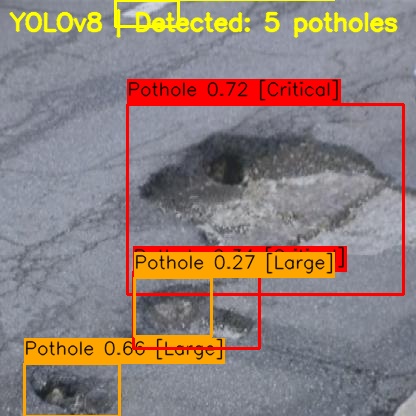 YOLOv8 | Detected: 5 potholes
Pothole 0.72 [Critical]
Pothole 0.27 [Large]
Pothole 0.66 [Large]